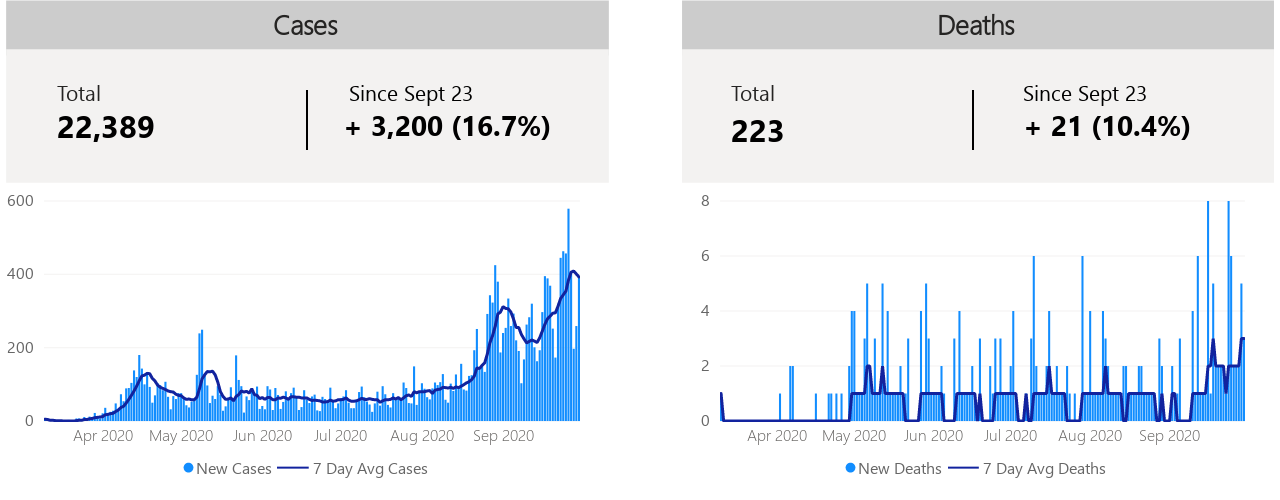 Cases
Total
22,389
Since Sept 23
+ 3,200 (16.7%)
600
400
200
0
Apr 2020 May 2020 Jun 2020 Jul 2020 Aug 2020 Sep 2020
New Cases 7 Day Avg Cases
Deaths
Total
223
Since Sept 23
+ 21 (10.4%)
8
6
4
2
0
Apr 2020 May 2020 Jun 2020 Jul 2020 Aug 2020 Sep 2020
New Deaths 7 Day Avg Deaths